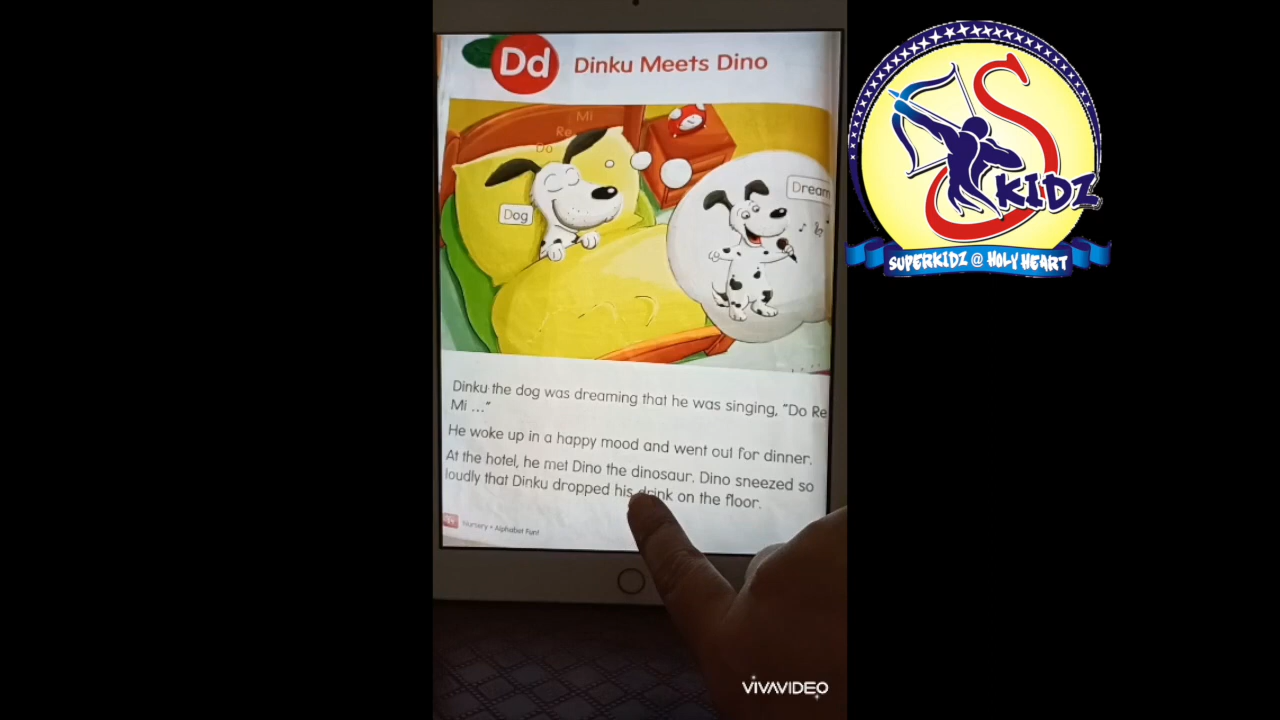 Dd
Dinku Meets Dino
Mi
Re
Do
Dog
Dream
Dinku the dog was dreaming that he was singing, "Do Re
Mi ..."
He woke up in a happy mood and went out for dinner.
At the hotel, he met Dino the dinosaur. Dino sneezed so
loudly that Dinku dropped his drink on the floor.
Nursery • Alphabet Fun!
S
KIDZ
SUPERKIDZ @ HOLY HEART
VIVAVIDEO